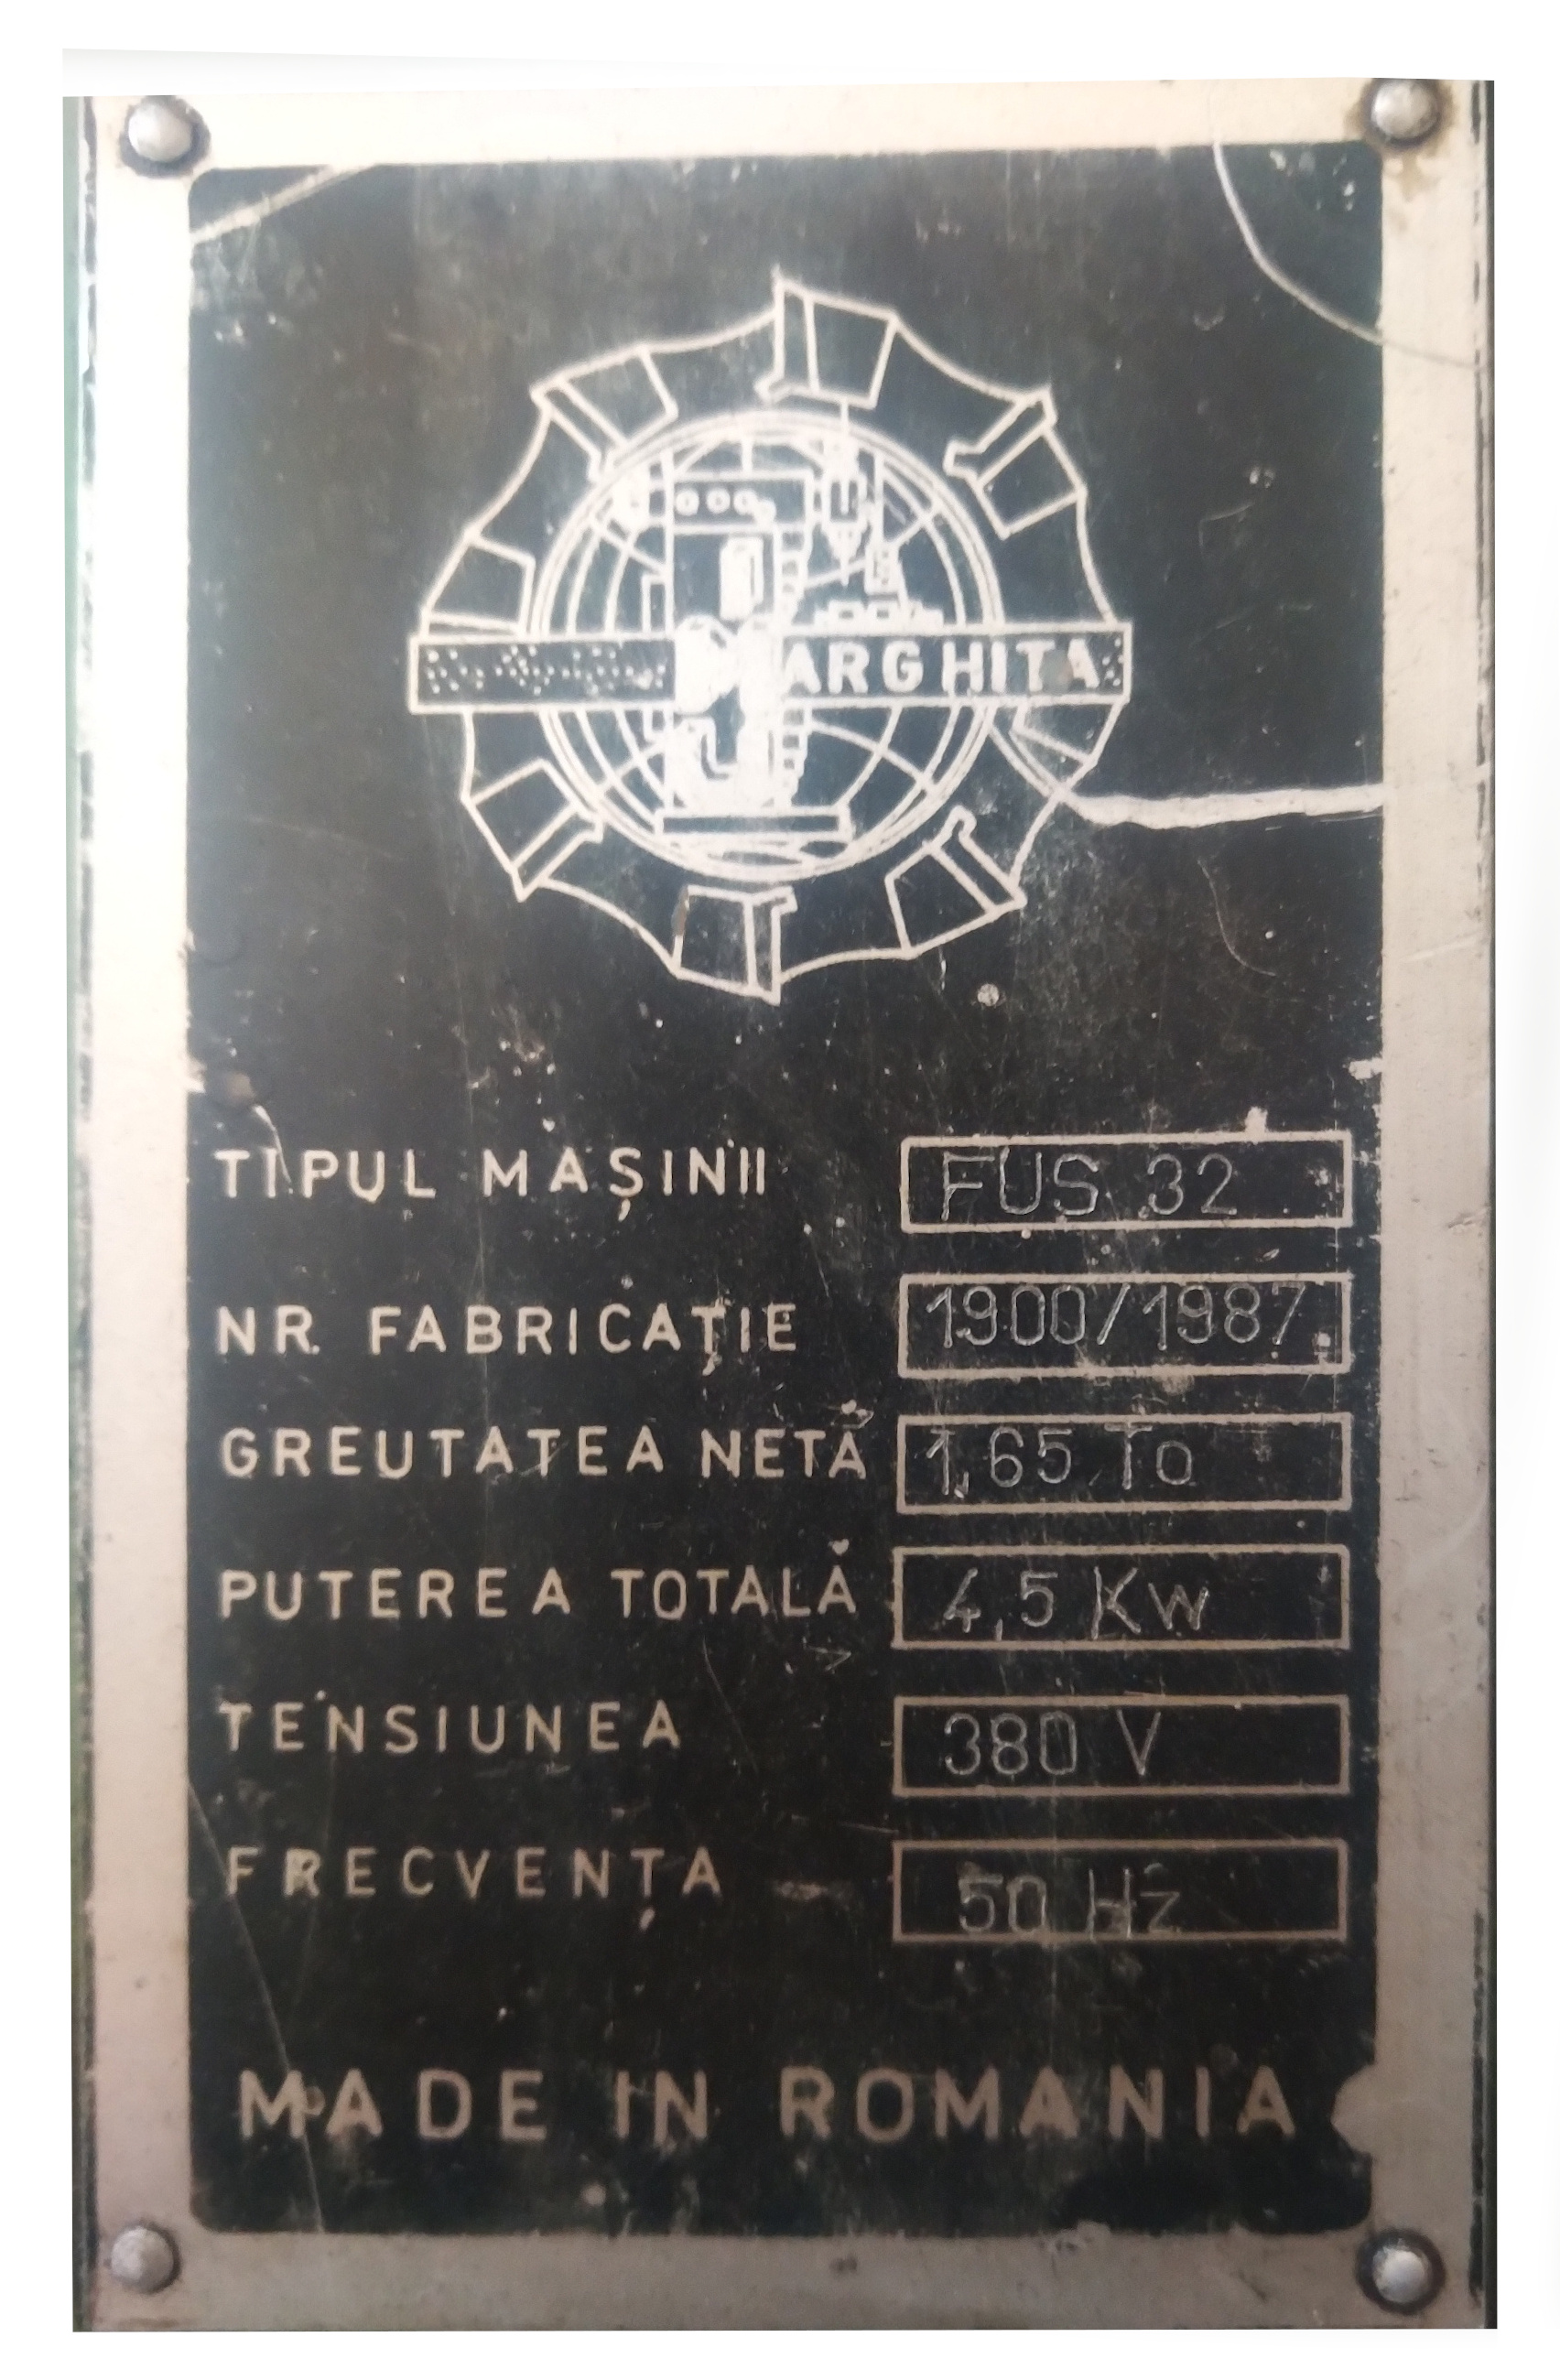 MARGHITA
TIPUL MAȘINII FUS 32
NR. FABRICAȚIE 1900/1987
GREUTATEA NETĂ 1,65 To
PUTEREA TOTALĂ 4,5 Kw
TENSIUNEA 380 V
FRECVENȚA 50 Hz
MADE IN ROMANIA